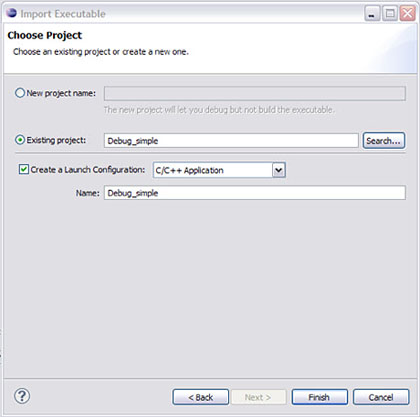 Import Executable
Choose Project
Choose an existing project or create a new one.
New project name:
The new project will let you debug but not build the executable.
Existing project: Debug_simple Search...
Create a Launch Configuration: C/C++ Application
Name: Debug_simple
? < Back Next > Finish Cancel